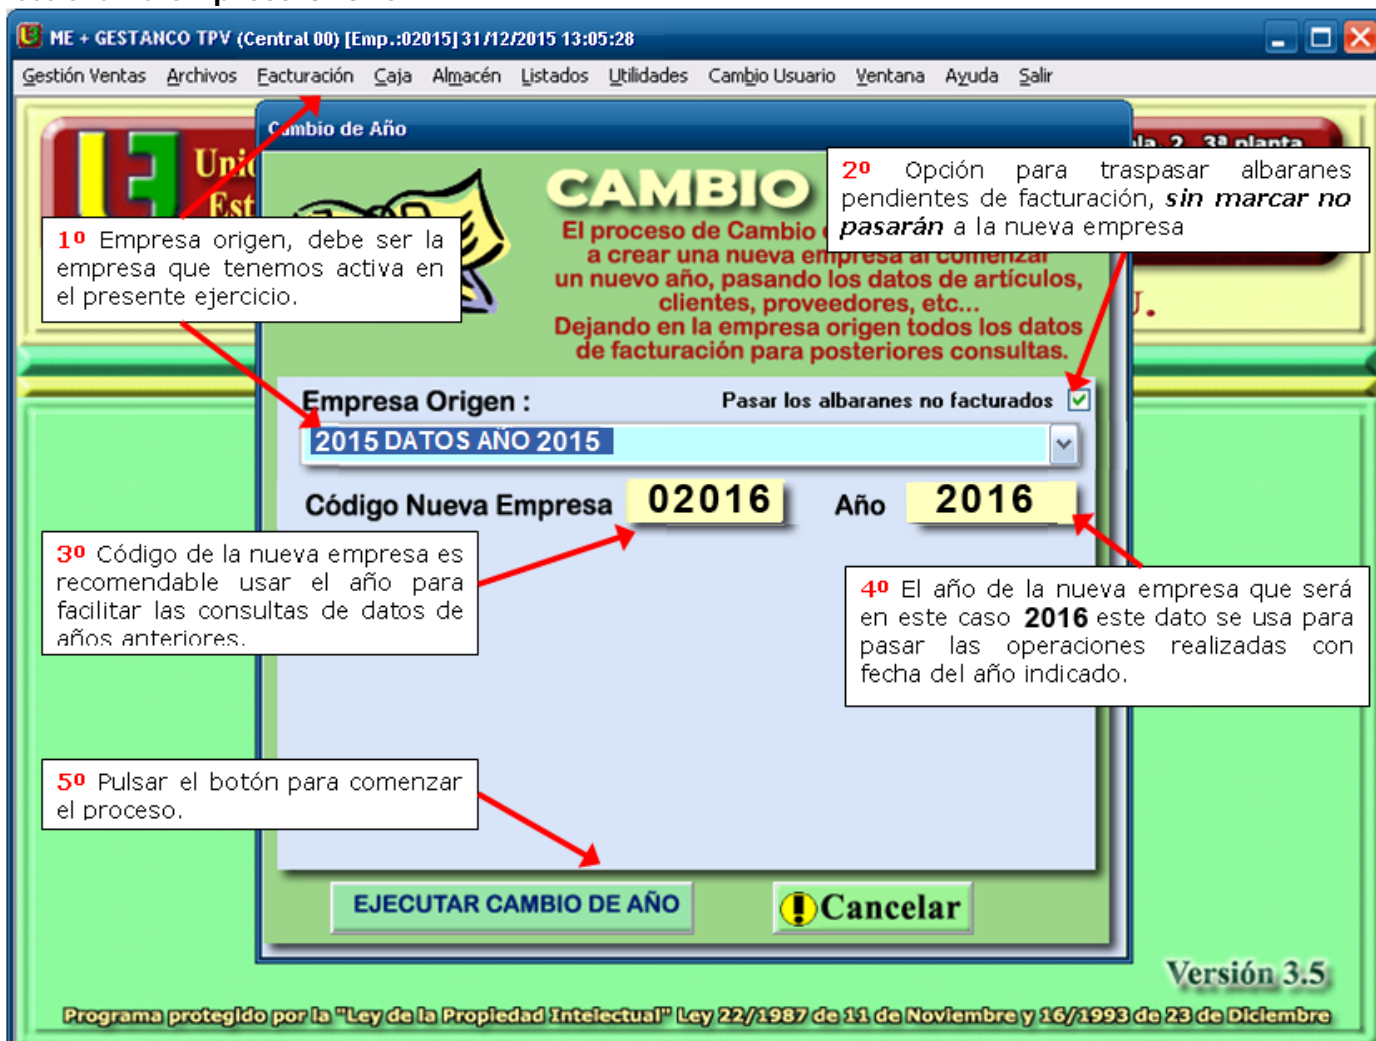 ME + GESTANCO TPV (Central 00) [Emp.:02015] 31/12/2015 13:05:28
Gestión Ventas Archivos Facturación Caja Almacén Listados Utilidades Cambio Usuario Ventana Ayuda Salir
Cambio de Año
2, 3ª planta
CAMBIO
2º Opción para traspasar albaranes
pendientes de facturación, sin marcar no
pasarán a la nueva empresa
1º Empresa origen, debe ser la
empresa que tenemos activa en
el presente ejercicio.
El proceso de Cambio
a crear una nueva empresa al comenzar
un nuevo año, pasando los datos de artículos,
clientes, proveedores, etc...
Dejando en la empresa origen todos los datos
de facturación para posteriores consultas.
Empresa Origen :
Pasar los albaranes no facturados
2015 DATOS AÑO 2015
Código Nueva Empresa 02016 Año 2016
3º Código de la nueva empresa es
recomendable usar el año para
facilitar las consultas de datos de
años anteriores.
4º El año de la nueva empresa que será
en este caso 2016 este dato se usa para
pasar las operaciones realizadas con
fecha del año indicado.
5º Pulsar el botón para comenzar
el proceso.
EJECUTAR CAMBIO DE AÑO
Cancelar
Versión 3.5
Programa protegido por la "Ley de la Propiedad Intelectual" Ley 22/1987 de 11 de Noviembre y 16/1993 de 23 de Diciembre